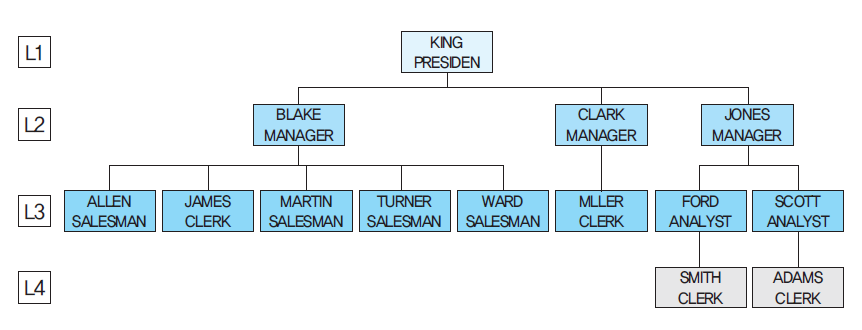 L1
KING
PRESIDEN
L2
BLAKE
MANAGER
CLARK
MANAGER
JONES
MANAGER
L3
ALLEN
SALESMAN
JAMES
CLERK
MARTIN
SALESMAN
TURNER
SALESMAN
WARD
SALESMAN
MLLER
CLERK
FORD
ANALYST
SCOTT
ANALYST
L4
SMITH
CLERK
ADAMS
CLERK